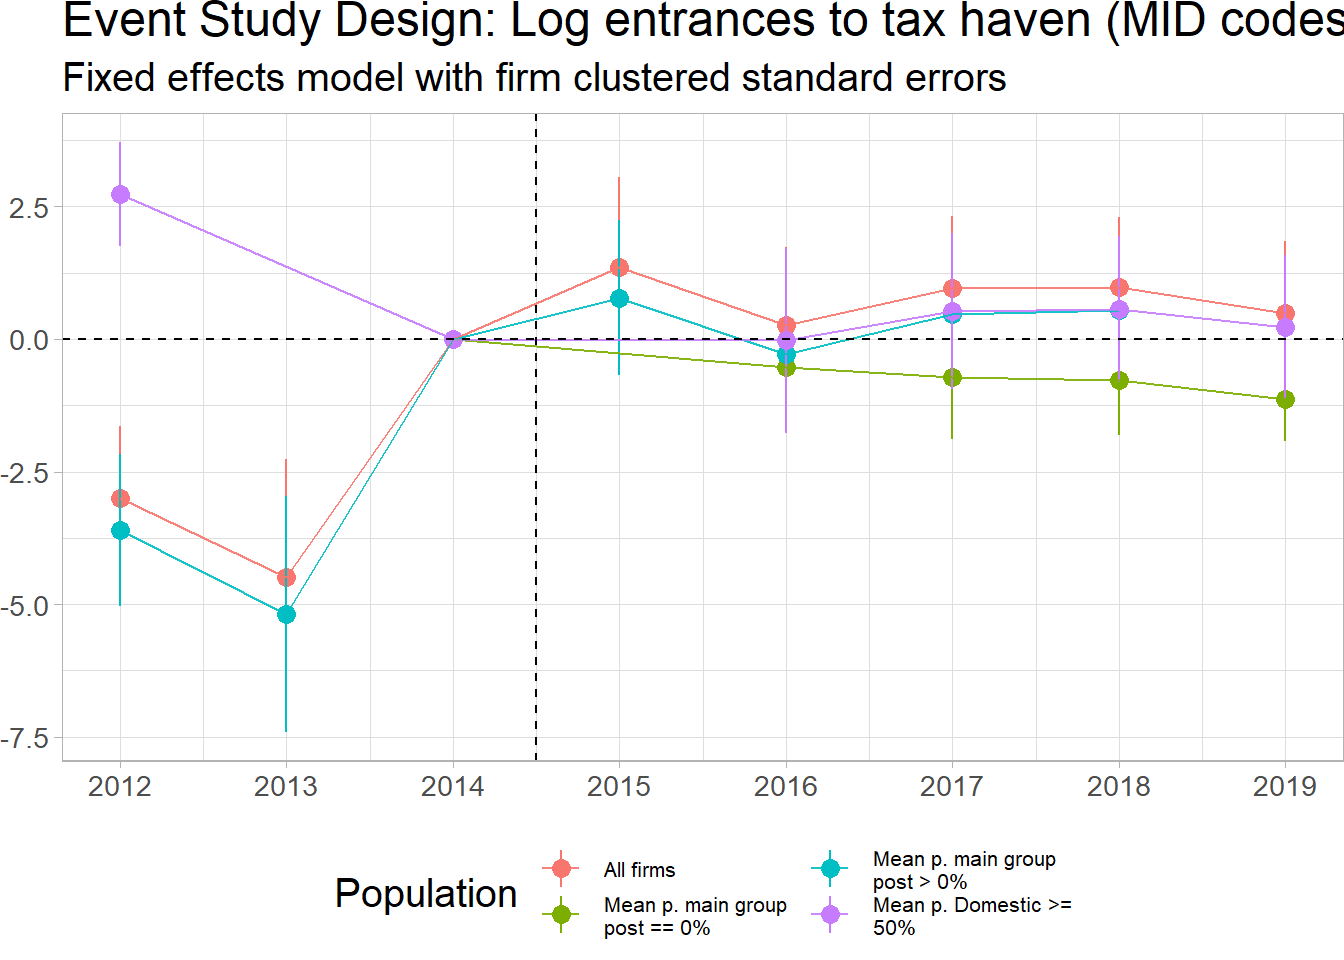 Event Study Design: Log entrances to tax haven (MID codes
Fixed effects model with firm clustered standard errors
2.5
0.0
-2.5
-5.0
-7.5
2012 2013 2014 2015 2016 2017 2018 2019
Population
All firms
Mean p. main group
post == 0%
Mean p. main group
post > 0%
Mean p. Domestic >=
50%